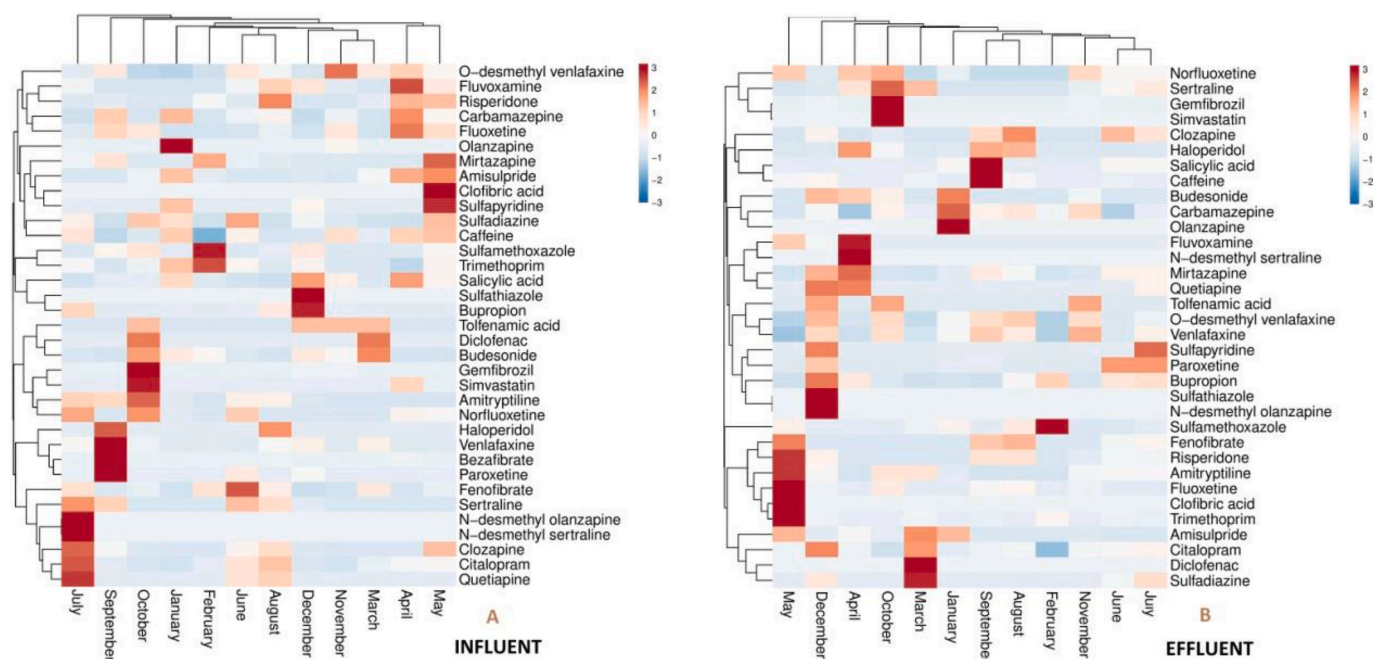 3
2
1
0
−1
−2
−3
O-desmethyl venlafaxine
Fluvoxamine
Risperidone
Carbamazepine
Fluoxetine
Olanzapine
Mirtazapine
Amisulpride
Clofibric acid
Sulfapyridine
Sulfadiazine
Caffeine
Sulfamethoxazole
Trimethoprim
Salicylic acid
Sulfathiazole
Bupropion
Tolfenamic acid
Diclofenac
Budesonide
Gemfibrozil
Simvastatin
Amitryptiline
Norfluoxetine
Haloperidol
Venlafaxine
Bezafibrate
Paroxetine
Fenofibrate
Sertraline
N-desmethyl olanzapine
N-desmethyl sertraline
Clozapine
Citalopram
Quetiapine
July
September
October
January
February
June
August
December
November
March
April
May
A
INFLUENT
3
2
1
0
−1
−2
−3
Norfluoxetine
Sertraline
Gemfibrozil
Simvastatin
Clozapine
Haloperidol
Salicylic acid
Caffeine
Budesonide
Carbamazepine
Olanzapine
Fluvoxamine
N-desmethyl sertraline
Mirtazapine
Quetiapine
Tolfenamic acid
O-desmethyl venlafaxine
Venlafaxine
Sulfapyridine
Paroxetine
Bupropion
Sulfathiazole
N-desmethyl olanzapine
Sulfamethoxazole
Fenofibrate
Risperidone
Amitryptiline
Fluoxetine
Clofibric acid
Trimethoprim
Amisulpride
Citalopram
Diclofenac
Sulfadiazine
May
December
April
October
March
January
September
August
February
November
June
Juuy
B
EFFLUENT